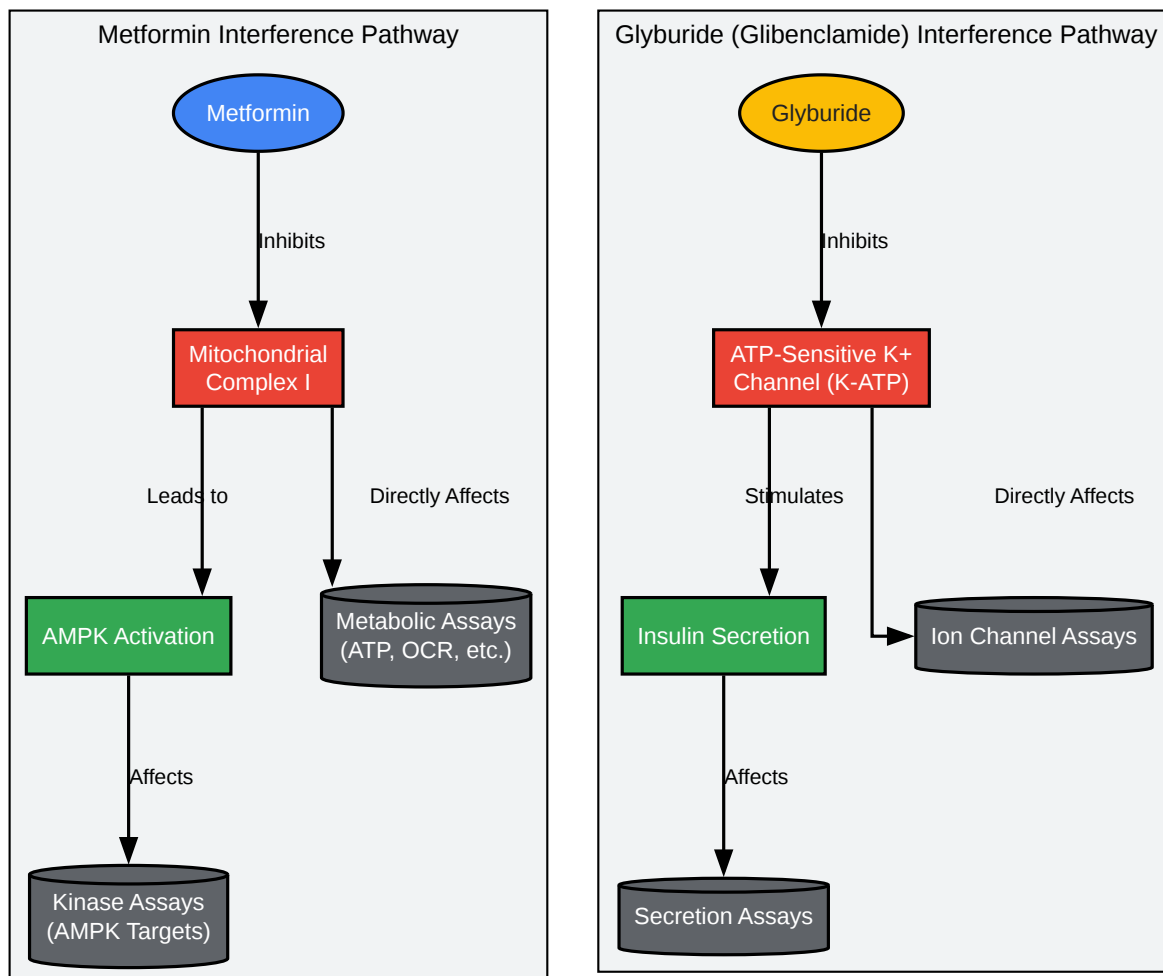 Metformin Interference Pathway
Metformin
Inhibits
Mitochondrial
Complex I
Leads to
Directly Affects
AMPK Activation
Metabolic Assays
(ATP, OCR, etc.)
Affects
Kinase Assays
(AMPK Targets)
Glyburide (Glibenclamide) Interference Pathway
Glyburide
Inhibits
ATP-Sensitive K+
Channel (K-ATP)
Stimulates
Directly Affects
Insulin Secretion
Ion Channel Assays
Affects
Secretion Assays